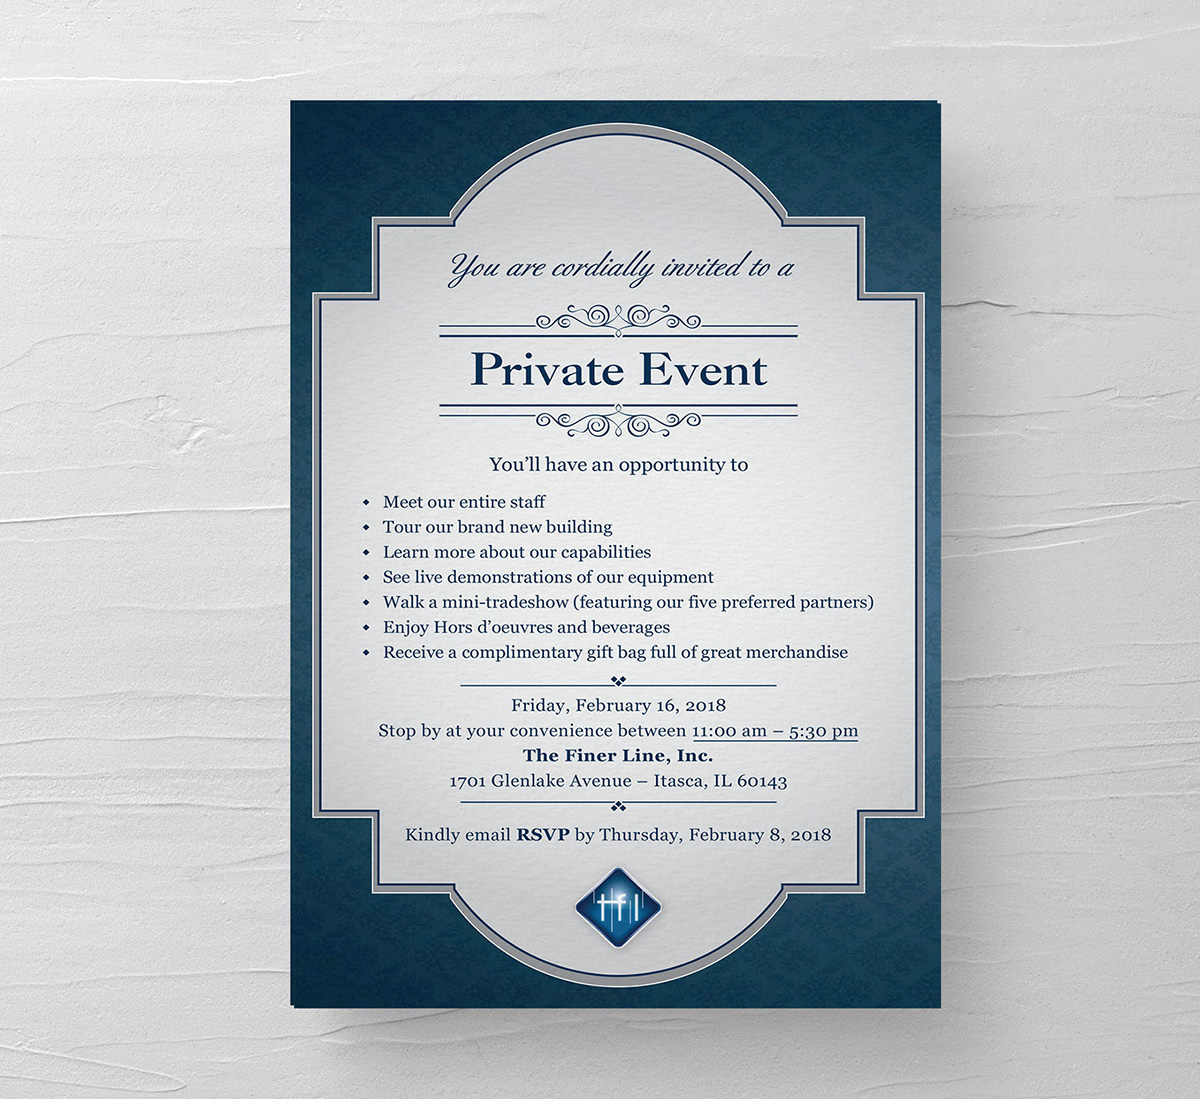 You are cordially invited to a
Private Event
You’ll have an opportunity to
Meet our entire staff
Tour our brand new building
Learn more about our capabilities
See live demonstrations of our equipment
Walk a mini-tradeshow (featuring our five preferred partners)
Enjoy Hors d’oeuvres and beverages
Receive a complimentary gift bag full of great merchandise
Friday, February 16, 2018
Stop by at your convenience between 11:00 am – 5:30 pm
The Finer Line, Inc.
1701 Glenlake Avenue – Itasca, IL 60143
Kindly email RSVP by Thursday, February 8, 2018
tfl